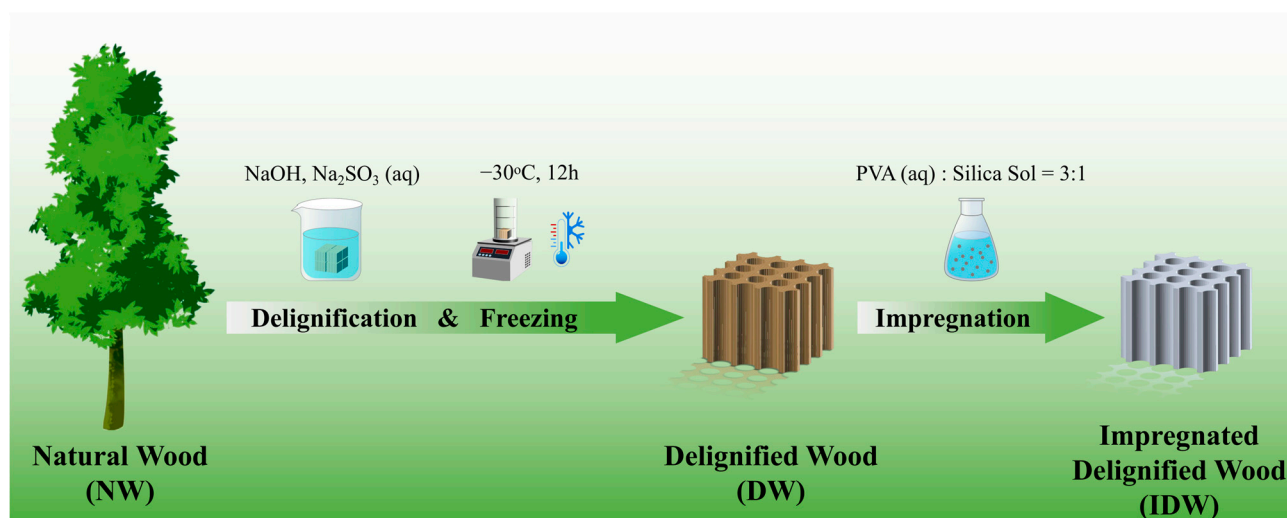 NaOH, Na₂SO₃ (aq)
−30°C, 12h
PVA (aq) : Silica Sol = 3:1
Delignification & Freezing
Impregnation
Natural Wood
(NW)
Delignified Wood
(DW)
Impregnated
Delignified Wood
(IDW)